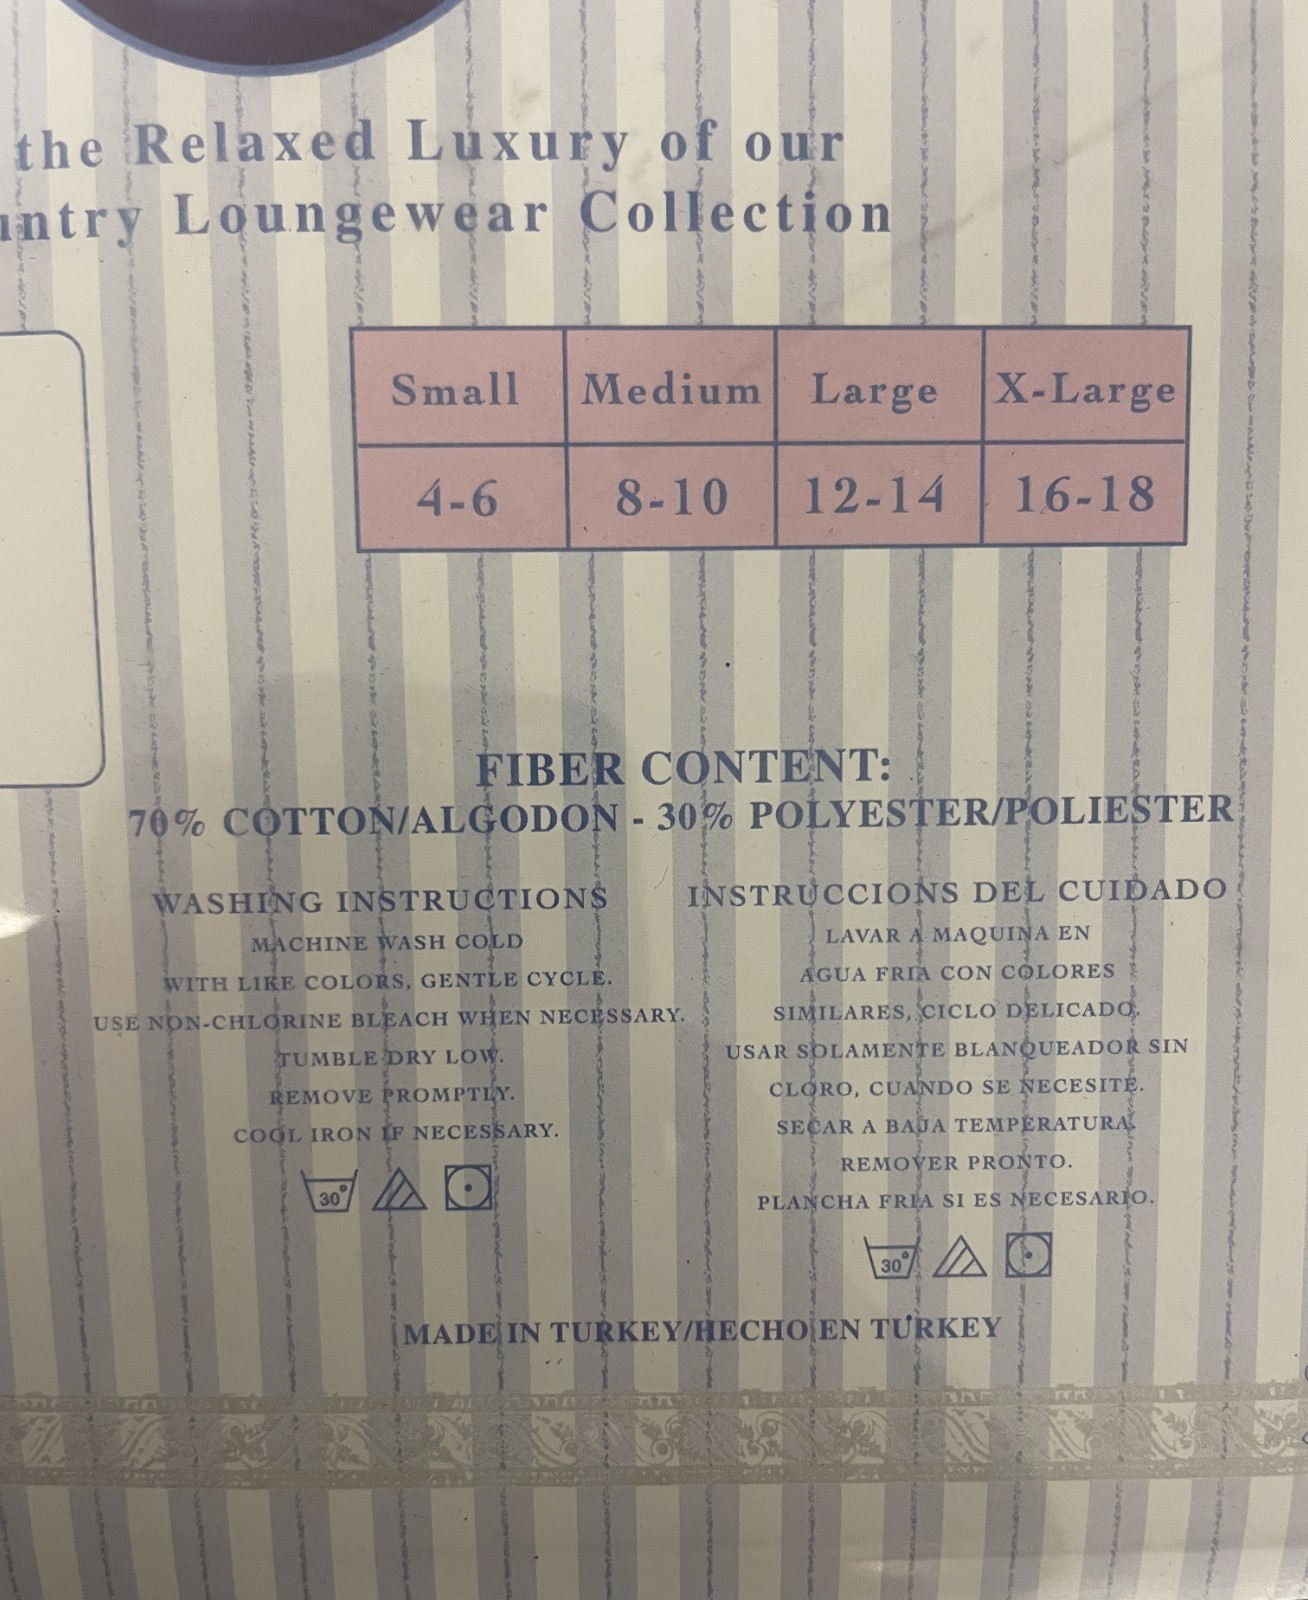 the Relaxed Luxury of our
Loungewear Collection
Small Medium Large X-Large
4-6 8-10 12-14 16-18
FIBER CONTENT:
70% COTTON/ALGODON - 30% POLYESTER/POLIESTER
WASHING INSTRUCTIONS
MACHINE WASH COLD
WITH LIKE COLORS, GENTLE CYCLE.
USE NON-CHLORINE BLEACH WHEN NECESSARY.
TUMBLE DRY LOW.
REMOVE PROMPTLY.
COOL IRON IF NECESSARY.
30°
INSTRUCCIONS DEL CUIDADO
LAVAR A MAQUINA EN
AGUA FRIA CON COLORES
SIMILARES, CICLO DELICADO.
USAR SOLAMENTE BLANQUEADOR SIN
CLORO, CUANDO SE NECESITE.
SECAR A BAJA TEMPERATURA.
REMOVER PRONTO.
PLANCHA FRIA SI ES NECESARIO.
30°
MADE IN TURKEY/HECHO EN TURKEY